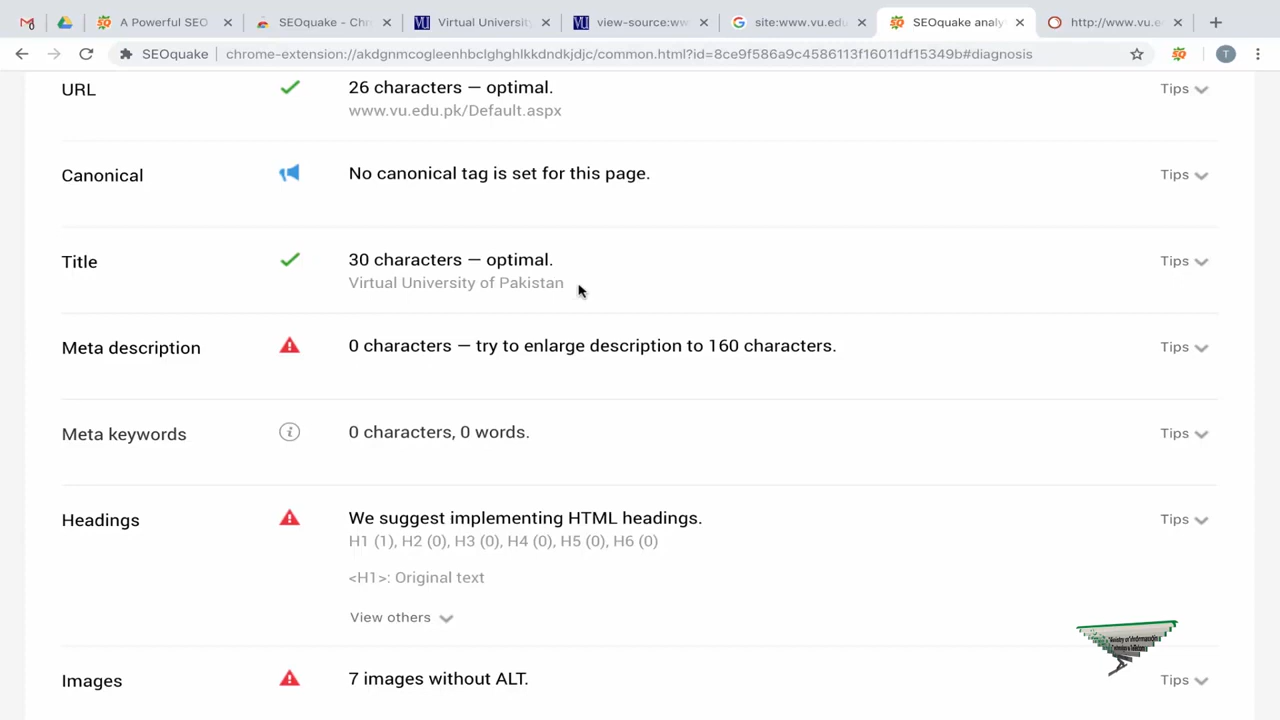 A Powerful SEO
SEOquake - Chr
Virtual Universit
view-source:ww
site:www.vu.edu
SEOquake analy
http://www.vu.e
SEOquake
chrome-extension://akdgnmcogleenhbclghghlkkdndkjdjc/common.html?id=8ce9f586a9c4586113f16011df15349b#diagnosis
T
URL
26 characters — optimal.
Tips
www.vu.edu.pk/Default.aspx
Canonical
No canonical tag is set for this page.
Tips
Title
30 characters — optimal.
Tips
Virtual University of Pakistan
Meta description
0 characters — try to enlarge description to 160 characters.
Tips
Meta keywords
0 characters, 0 words.
Tips
Headings
We suggest implementing HTML headings.
Tips
H1 (1), H2 (0), H3 (0), H4 (0), H5 (0), H6 (0)
<H1>: Original text
View others
Images
7 images without ALT.
Tips